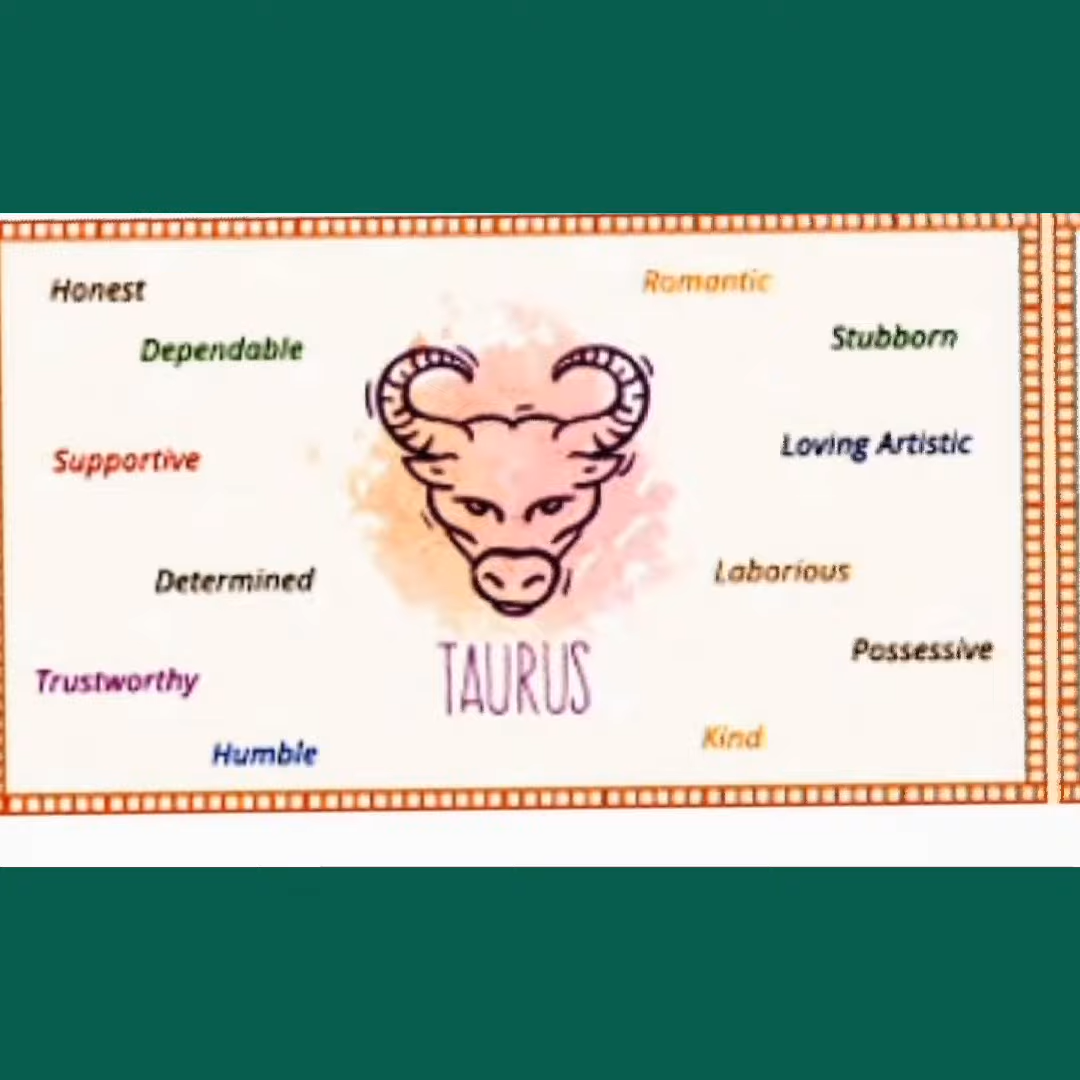 Honest
Dependable
Supportive
Determined
Trustworthy
Humble
TAURUS
Romantic
Stubborn
Loving Artistic
Laborious
Possessive
Kind